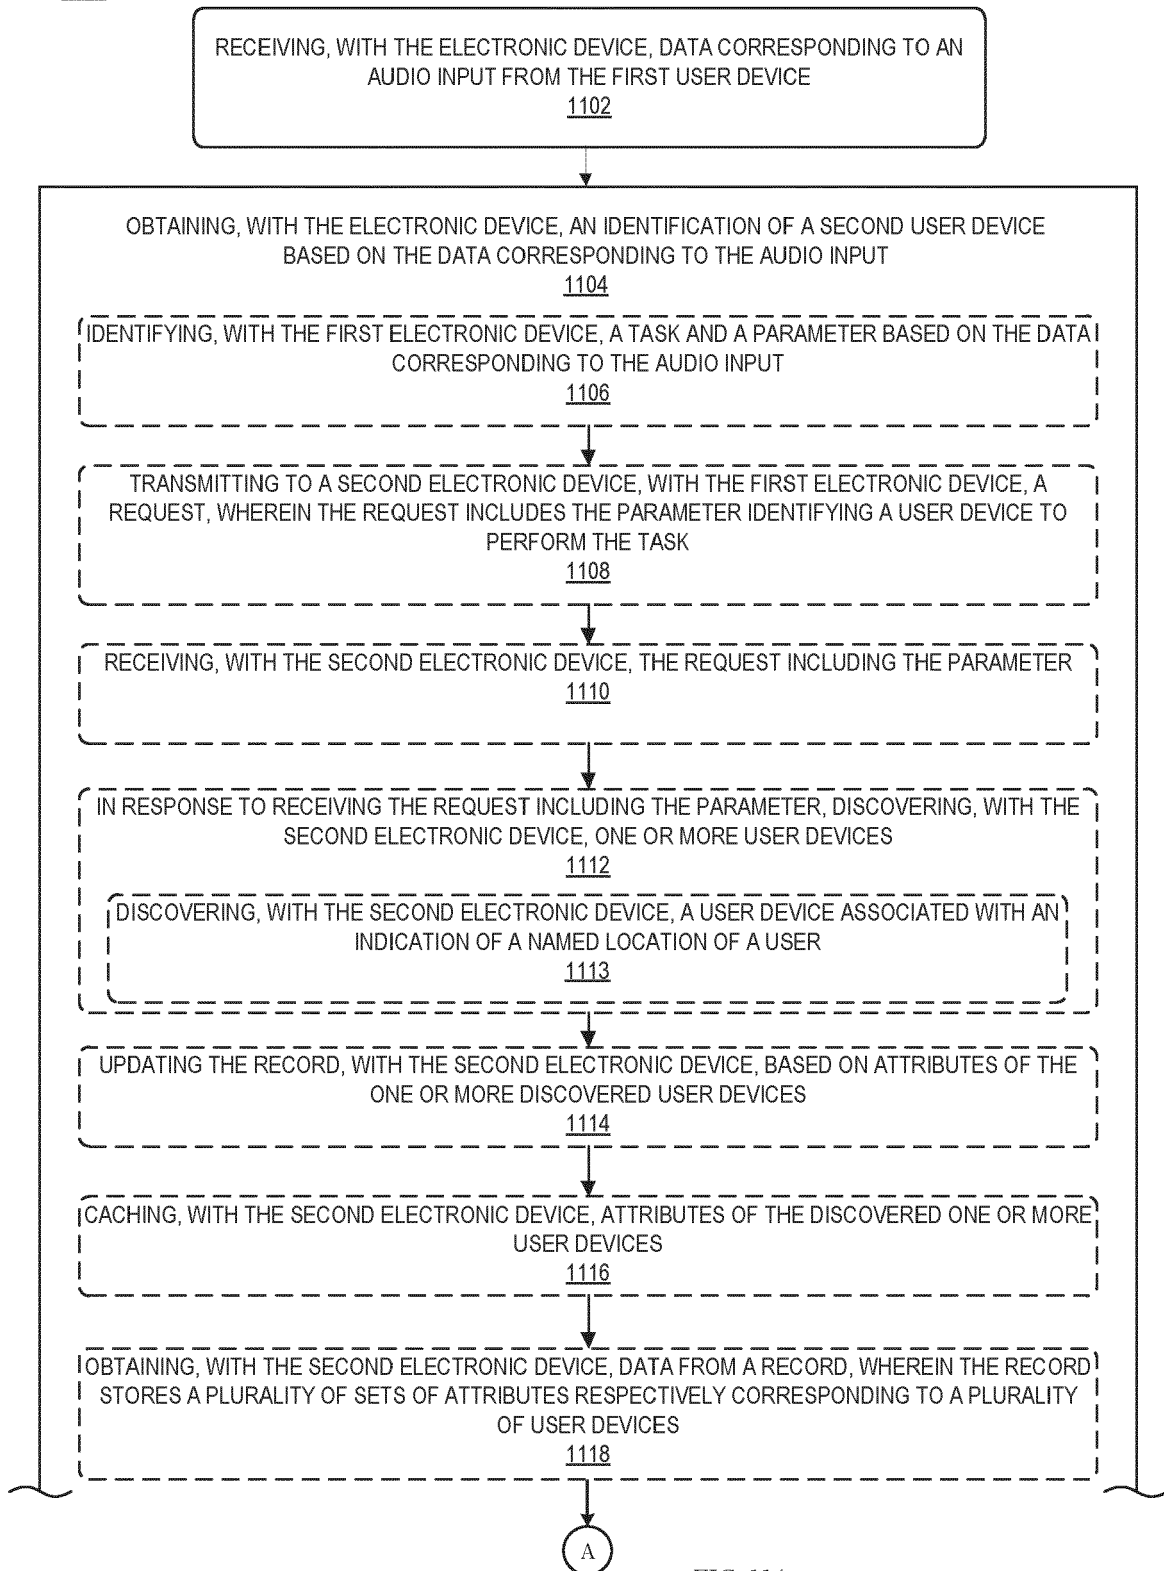 RECEIVING, WITH THE ELECTRONIC DEVICE, DATA CORRESPONDING TO AN
AUDIO INPUT FROM THE FIRST USER DEVICE
1102
OBTAINING, WITH THE ELECTRONIC DEVICE, AN IDENTIFICATION OF A SECOND USER DEVICE
BASED ON THE DATA CORRESPONDING TO THE AUDIO INPUT
1104
IDENTIFYING, WITH THE FIRST ELECTRONIC DEVICE, A TASK AND A PARAMETER BASED ON THE DATA
CORRESPONDING TO THE AUDIO INPUT
1106
TRANSMITTING TO A SECOND ELECTRONIC DEVICE, WITH THE FIRST ELECTRONIC DEVICE, A
REQUEST, WHEREIN THE REQUEST INCLUDES THE PARAMETER IDENTIFYING A USER DEVICE TO
PERFORM THE TASK
1108
RECEIVING, WITH THE SECOND ELECTRONIC DEVICE, THE REQUEST INCLUDING THE PARAMETER
1110
IN RESPONSE TO RECEIVING THE REQUEST INCLUDING THE PARAMETER, DISCOVERING, WITH THE
SECOND ELECTRONIC DEVICE, ONE OR MORE USER DEVICES
1112
DISCOVERING, WITH THE SECOND ELECTRONIC DEVICE, A USER DEVICE ASSOCIATED WITH AN
INDICATION OF A NAMED LOCATION OF A USER
1113
UPDATING THE RECORD, WITH THE SECOND ELECTRONIC DEVICE, BASED ON ATTRIBUTES OF THE
ONE OR MORE DISCOVERED USER DEVICES
1114
CACHING, WITH THE SECOND ELECTRONIC DEVICE, ATTRIBUTES OF THE DISCOVERED ONE OR MORE
USER DEVICES
1116
OBTAINING, WITH THE SECOND ELECTRONIC DEVICE, DATA FROM A RECORD, WHEREIN THE RECORD
STORES A PLURALITY OF SETS OF ATTRIBUTES RESPECTIVELY CORRESPONDING TO A PLURALITY
OF USER DEVICES
1118
A